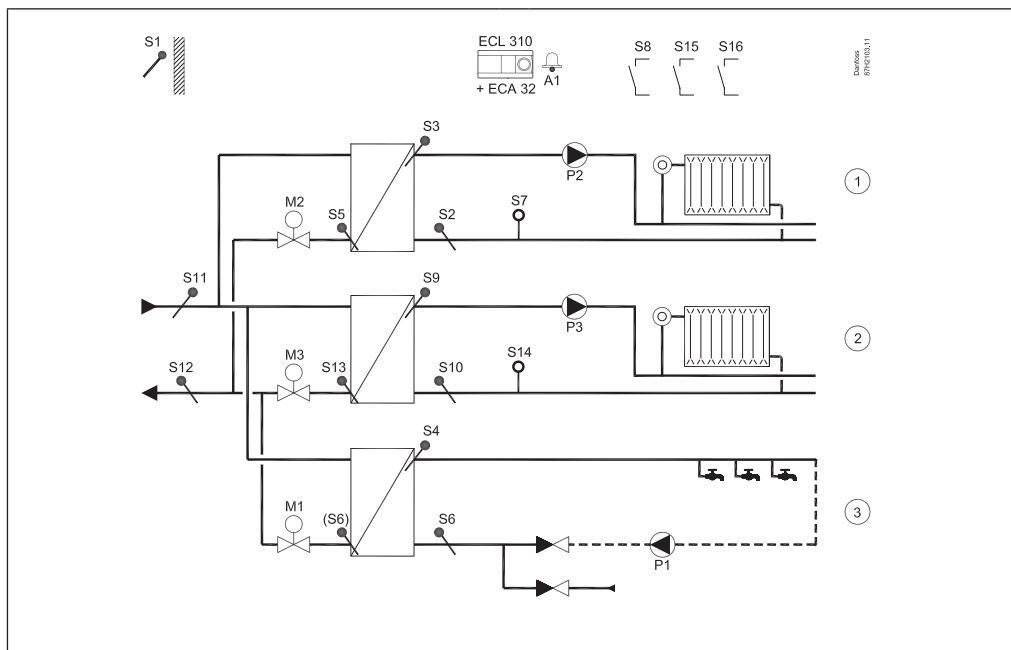 S1
ECL 310
+ ECA 32
A1
S8
S15
S16
Danfoss
87H2103.11
S3
P2
1
M2
S5
S2
S7
S11
S9
P3
2
S12
M3
S13
S10
S14
S4
M1
(S6)
S6
P1
3